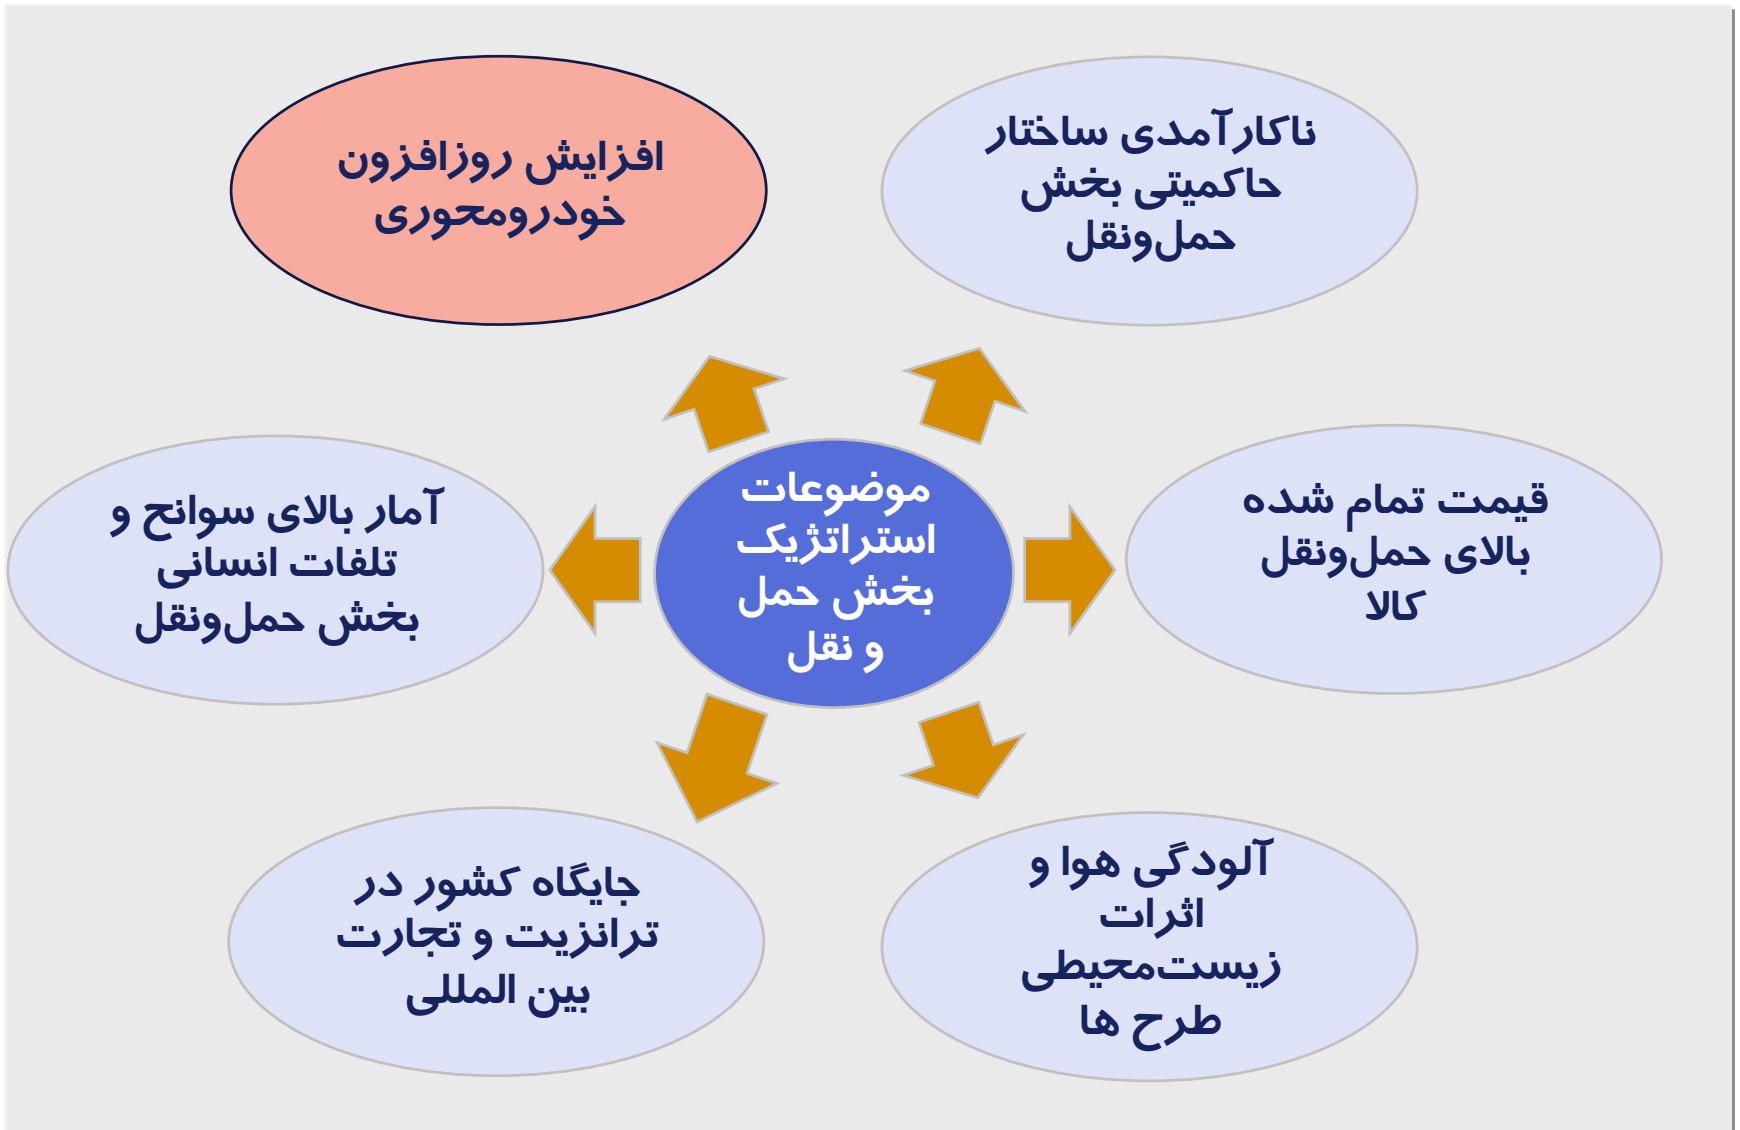 ناکارآمدی ساختار
حاکمیتی بخش
حمل‌ونقل
افزایش روزافزون
خودرومحوری
قیمت تمام شده
بالای حمل‌ونقل
کالا
موضوعات
استراتژیک
بخش حمل
و نقل
آمار بالای سوانح و
تلفات انسانی
بخش حمل‌ونقل
آلودگی هوا و
اثرات
زیست‌محیطی
طرح ها
جایگاه کشور در
ترانزیت و تجارت
بین المللی